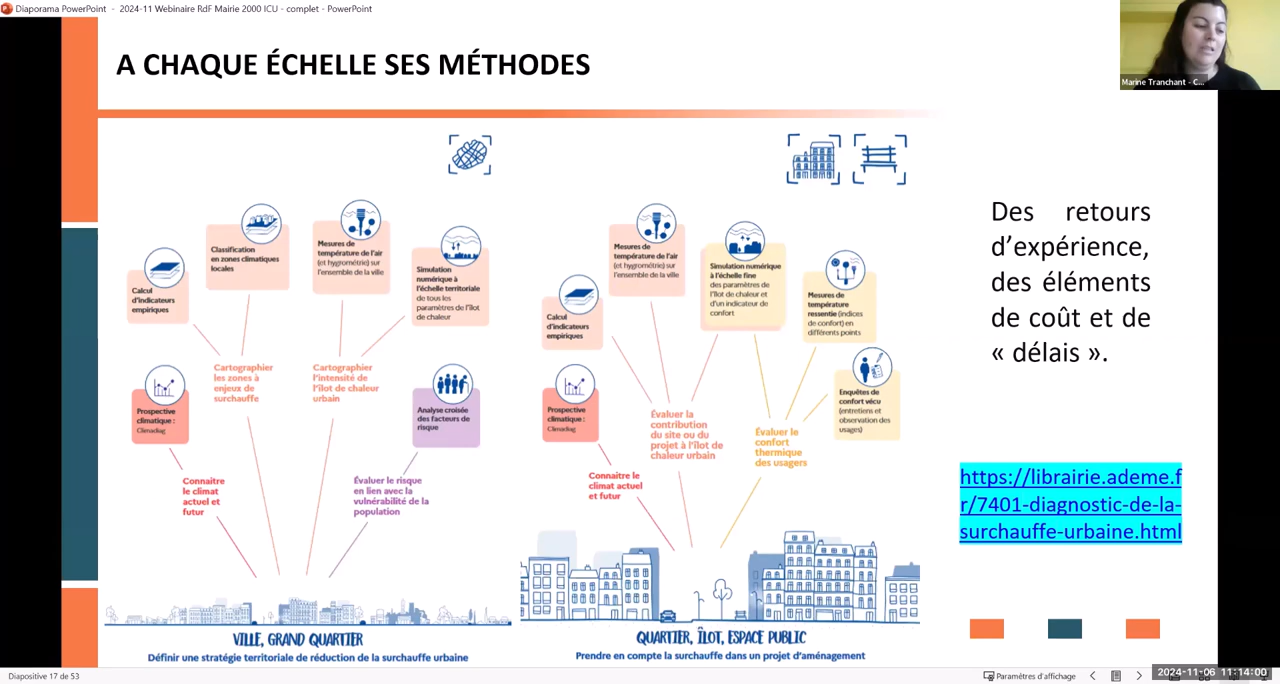 Diaporama PowerPoint - 2024-11 Webinaire RdF Mairie 2000 ICU - complet - PowerPoint
A CHAQUE ÉCHELLE SES MÉTHODES
Marine Tranchant - C...
Calcul
d'indicateurs
empiriques
Classification
en zones climatiques
locales
Mesures de
température de l'air
(et hygrométrie) sur
l'ensemble de la ville
Simulation
numérique à
l'échelle territoriale
de tous les
paramètres de l'îlot
de chaleur
Cartographier
les zones à
enjeux de
surchauffe
Cartographier
l'intensité de
l'îlot de chaleur
urbain
Prospective
climatique :
Climadiag
Analyse croisée
des facteurs de
risque
Connaitre
le climat
actuel et
futur
Évaluer le risque
en lien avec la
vulnérabilité de la
population
VILLE, GRAND QUARTIER
Définir une stratégie territoriale de réduction de la surchauffe urbaine
Calcul
d'indicateurs
empiriques
Mesures de
température de l'air
(et hygrométrie) sur
l'ensemble de la ville
Simulation numérique
à l'échelle fine
des paramètres de
l'îlot de chaleur et
d'un indicateur de
confort
Mesures de
température
ressentie (indices
de confort) en
différents points
Enquêtes de
confort vécu
(entretiens et
observation des
usages)
Prospective
climatique :
Climadiag
Évaluer la
contribution
du site ou du
projet à l'îlot de
chaleur urbain
Évaluer le
confort
thermique
des usagers
Connaitre le
climat actuel
et futur
QUARTIER, ÎLOT, ESPACE PUBLIC
Prendre en compte la surchauffe dans un projet d'aménagement
Des retours
d'expérience,
des éléments
de coût et de
« délais ».
https://librairie.ademe.f
r/7401-diagnostic-de-la-
surchauffe-urbaine.html
Diapositive 17 de 53
Paramètres d'affichage
2024-11-06 11:14:00